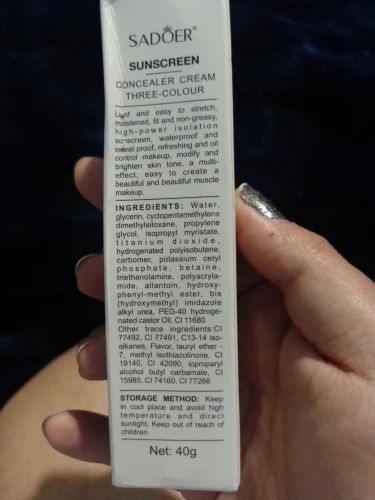 SADOER®
SUNSCREEN
CONCEALER CREAM
THREE-COLOUR
Light and easy to stretch,
moistened, fit and non-greasy,
high-power isolation
sunscreen, waterproof and
sweat proof, refreshing and oil
control makeup, modify and
brighten skin tone, a multi-
effect, easy to create a
beautiful and beautiful muscle
makeup.
INGREDIENTS: Water,
glycerin, cyclopentamethylene
dimethylsiloxane, propylene
glycol, isopropyl myristate,
titanium dioxide,
hydrogenated polyisobutene,
carbomer, potassium cetyl
phosphate, betaine,
triethanolamine, polyacryla-
mide, allantoin, hydroxy-
phenyl-methyl ester, bis
(hydroxymethyl) imidazole
alkyl urea, PEG-40 hydroge-
nated castor Oil, CI 11680
Other trace ingredients:CI
77492, CI 77491, C13-14 iso-
alkanes, Flavor, lauryl ether -
7, methyl isothiazolinone, CI
19140, CI 42090, iopropargyl
alcohol butyl carbamate, CI
15985, CI 74160, CI 77266
STORAGE METHOD: Keep
in cool place and avoid high
temperature and direct
sunlight. Keep out of reach of
children.
Net: 40g